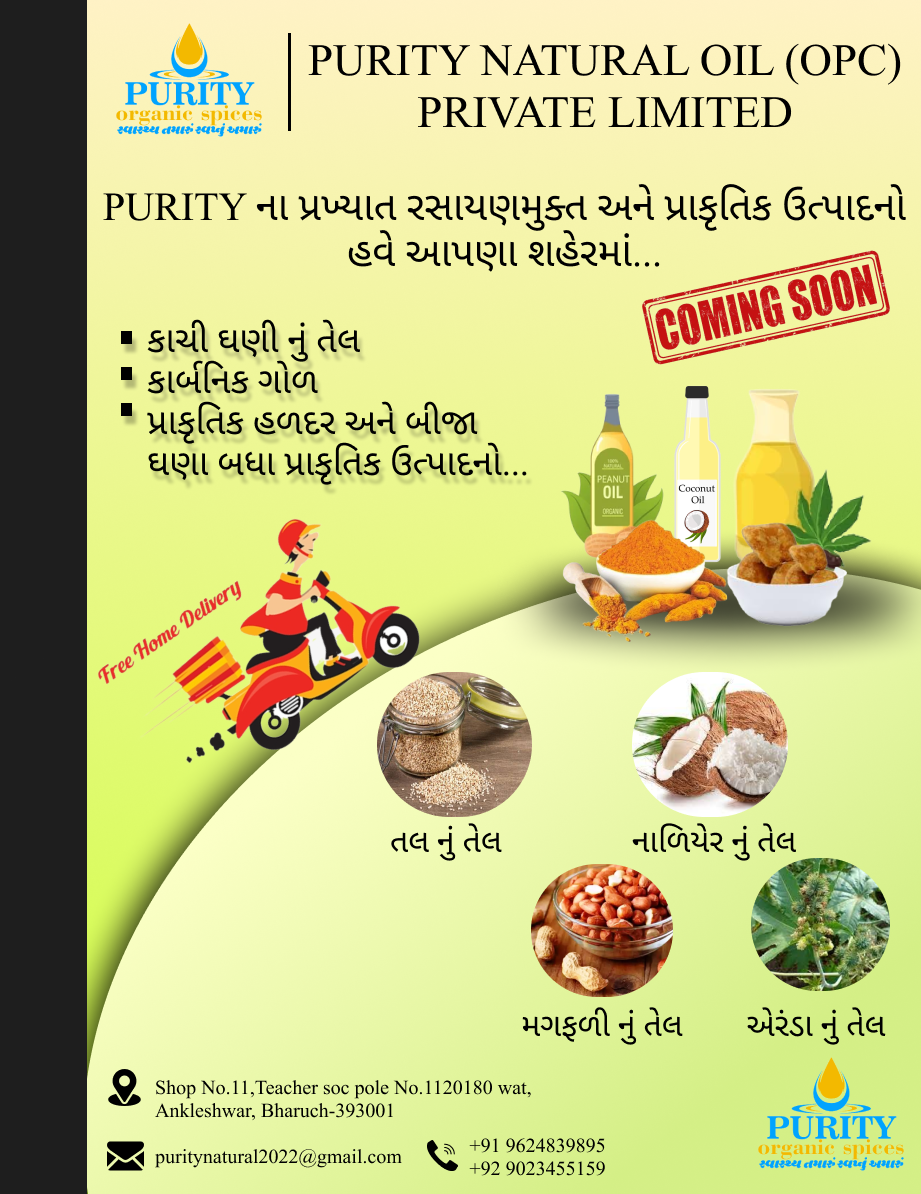 PURITY
organic spices
સ્વાસ્થ્ય તમારું સ્વપ્નું અમારું
PURITY NATURAL OIL (OPC)
PRIVATE LIMITED
PURITY ના પ્રખ્યાત રસાયણમુક્ત અને પ્રાકૃતિક ઉત્પાદનો
હવે આપણા શહેરમાં...
COMING SOON
કાચી ઘણી નું તેલ
કાર્બનિક ગોળ
પ્રાકૃતિક હળદર અને બીજા
ઘણા બધા પ્રાકૃતિક ઉત્પાદનો...
100%
NATURAL
PEANUT
OIL
ORGANIC
Coconut
Oil
Free Home Delivery
તલ નું તેલ
નાળિયેર નું તેલ
મગફળી નું તેલ
એરંડા નું તેલ
Shop No.11,Teacher soc pole No.1120180 wat,
Ankleshwar, Bharuch-393001
puritynatural2022@gmail.com
+91 9624839895
+92 9023455159
PURITY
organic spices
સ્વાસ્થ્ય તમારું સ્વપ્નું અમારું